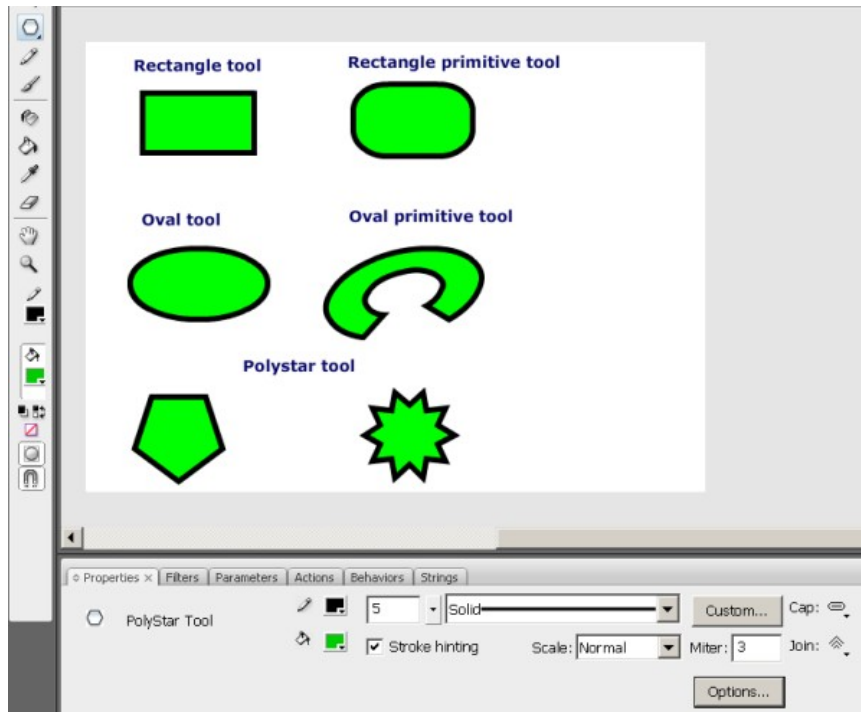 Rectangle tool
Rectangle primitive tool
Oval tool
Oval primitive tool
Polystar tool
Properties × Filters Parameters Actions Behaviors Strings
PolyStar Tool
5 Solid Custom... Cap:
Stroke hinting Scale: Normal Miter: 3 Join:
Options...